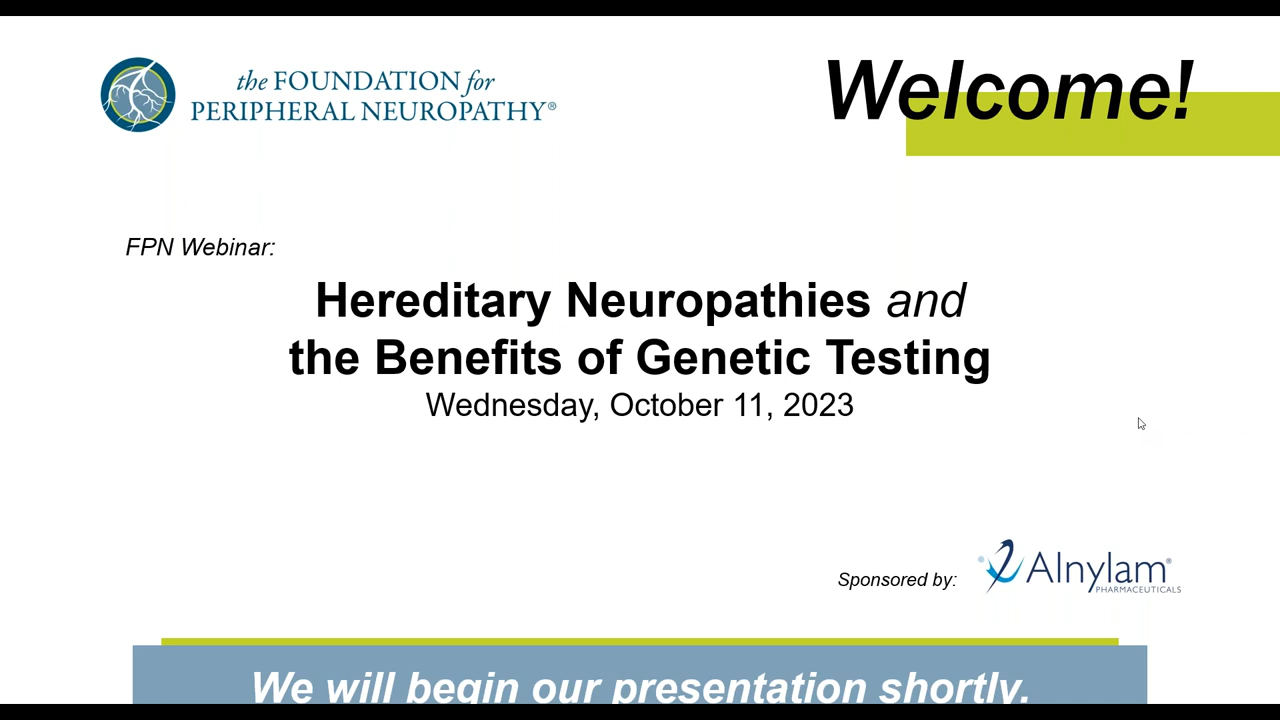 the FOUNDATION for
PERIPHERAL NEUROPATHY®
Welcome!
FPN Webinar:
Hereditary Neuropathies and
the Benefits of Genetic Testing
Wednesday, October 11, 2023
Sponsored by:
Alnylam®
PHARMACEUTICALS
We will begin our presentation shortly.